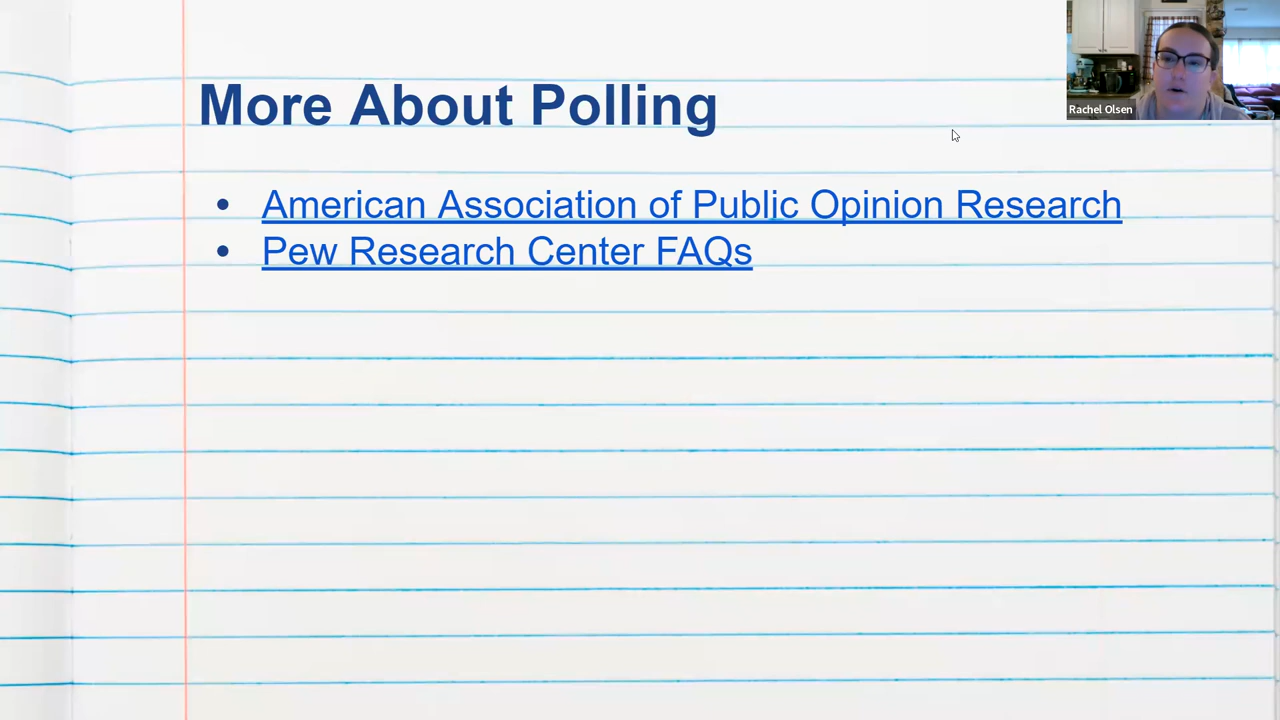 More About Polling
Rachel Olsen
• American Association of Public Opinion Research
• Pew Research Center FAQs